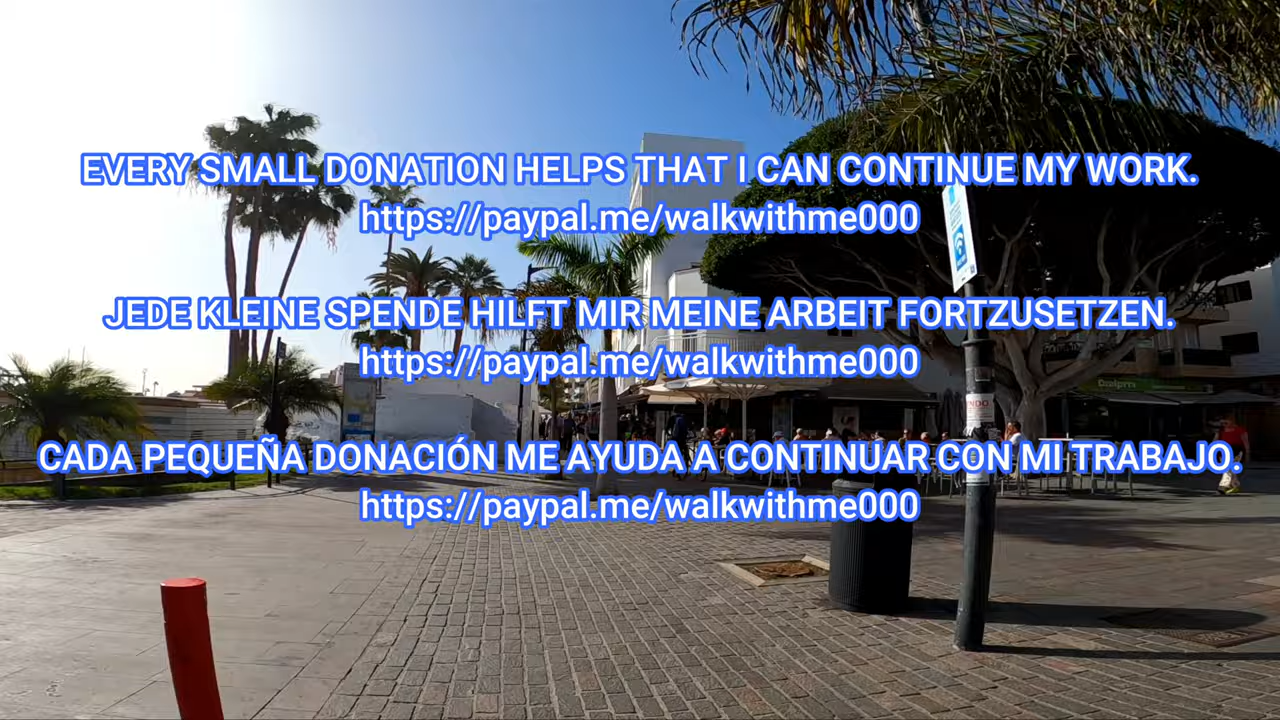 EVERY SMALL DONATION HELPS THAT I CAN CONTINUE MY WORK.
https://paypal.me/walkwithme000
JEDE KLEINE SPENDE HILFT MIR MEINE ARBEIT FORTZUSETZEN.
https://paypal.me/walkwithme000
CADA PEQUEÑA DONACIÓN ME AYUDA A CONTINUAR CON MI TRABAJO.
https://paypal.me/walkwithme000